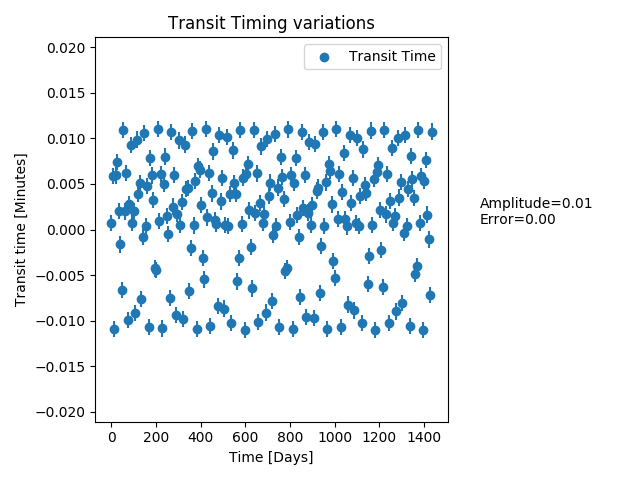 Transit Timing variations
Transit Time
Transit time [Minutes]
0.020
0.015
0.010
0.005
0.000
−0.005
−0.010
−0.015
−0.020
0 200 400 600 800 1000 1200 1400
Time [Days]
Amplitude=0.01
Error=0.00